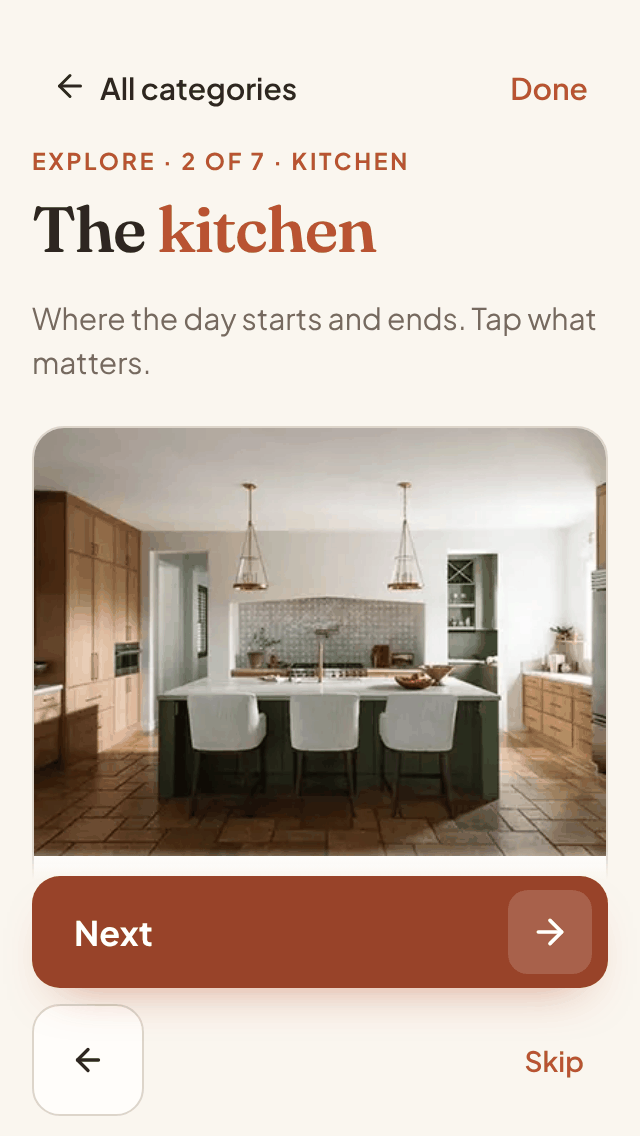 All categories
Done
EXPLORE · 2 OF 7 · KITCHEN
The kitchen
Where the day starts and ends. Tap what
matters.
Next
Skip